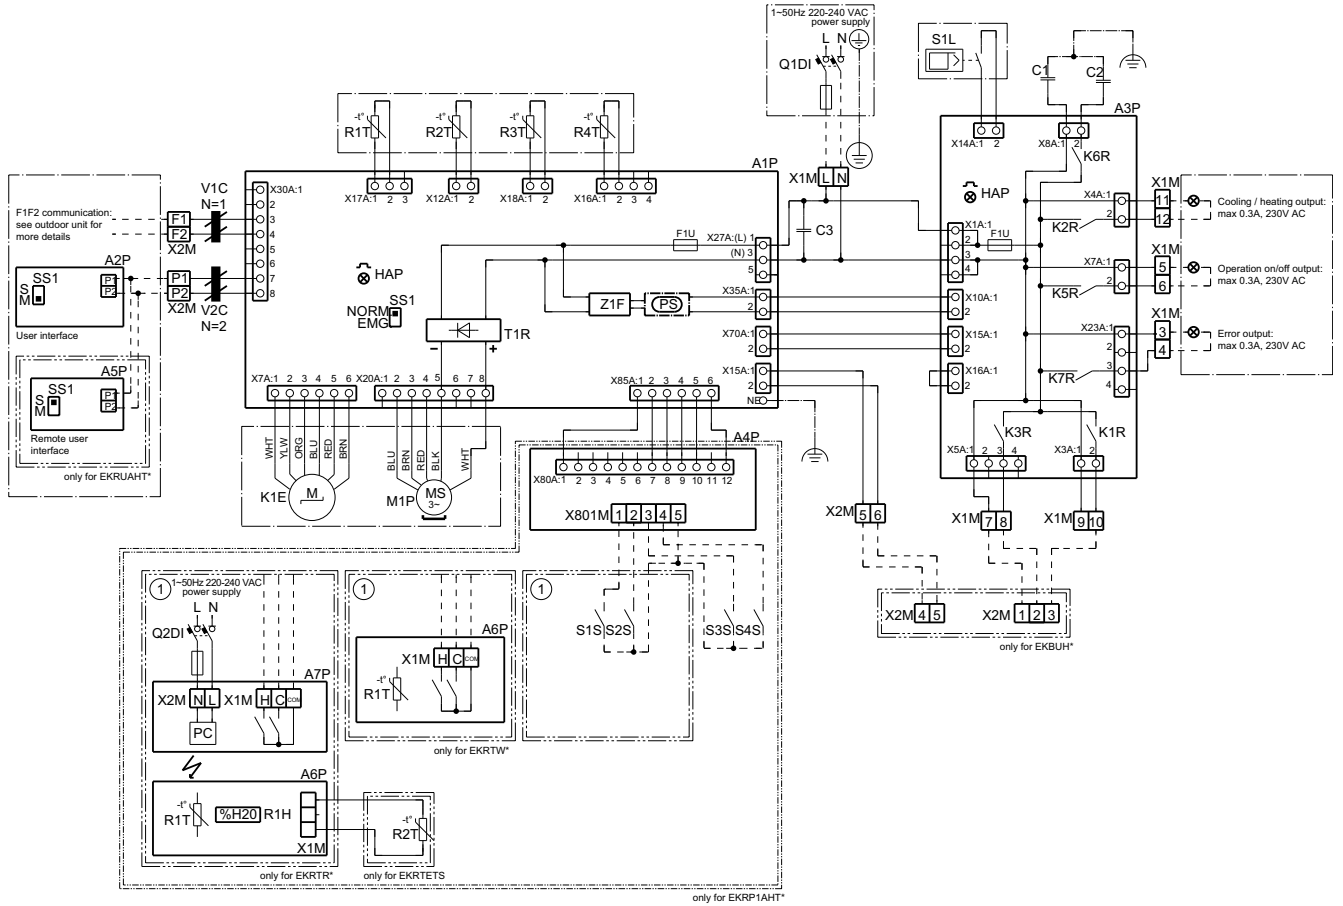 1~50Hz 220-240 VAC
power supply
L N
Q1DI
S1L
C1 C2
A3P
R1T R2T R3T R4T
-t° -t° -t° -t°
X17A:1 2 3
X12A:1 2
X18A:1 2
X16A:1 2 3 4
A1P
X1M L N
X14A:1 2
X8A:1 2
K6R
HAP
X4A:1
2
K2R
X1M
11
12
Cooling / heating output:
max 0.3A, 230V AC
X7A:1
2
K5R
X1M
5
6
Operation on/off output:
max 0.3A, 230V AC
X23A:1
2
3
4
K7R
X1M
3
4
Error output:
max 0.3A, 230V AC
X1A:1
2
3
4
F1U
X10A:1
2
X15A:1
2
X16A:1
2
K3R
K1R
X5A:1 2 3 4
X3A:1 2
X1M 7 8
X1M 9 10
F1F2 communication:
see outdoor unit for
more details
F1
F2
X2M
V1C
N=1
P1
P2
X2M
V2C
N=2
X30A:1
2
3
4
5
6
7
8
A2P
SS1
S
M
P1
P2
User interface
A5P
SS1
S
M
P1
P2
Remote user
interface
only for EKRUAHT*
HAP
SS1
NORM
EMG
T1R
– +
F1U
X27A:(L) 1
(N) 3
5
C3
Z1F
PS
X35A:1
2
X70A:1
2
X15A:1
2
NE
X7A:1 2 3 4 5 6
X20A:1 2 3 4 5 6 7 8
X85A:1 2 3 4 5 6
WHT
YLW
ORG
BLU
RED
BRN
K1E
M
BLU
BRN
RED
BLK
WHT
M1P
MS
3~
A4P
X80A:1 2 3 4 5 6 7 8 9 10 11 12
X801M 1 2 3 4 5
X2M 5 6
X2M 4 5
X2M 1 2 3
only for EKBUH*
1
1~50Hz 220-240 VAC
power supply
L N
Q2DI
A7P
X2M N L
X1M H C COM
PC
A6P
-t°
R1T
%H20
R1H
X1M
only for EKRTR*
-t°
R2T
only for EKRTETS
1
A6P
X1M H C COM
-t°
R1T
only for EKRTW*
1
S1S S2S
S3S S4S
only for EKRP1AHT*